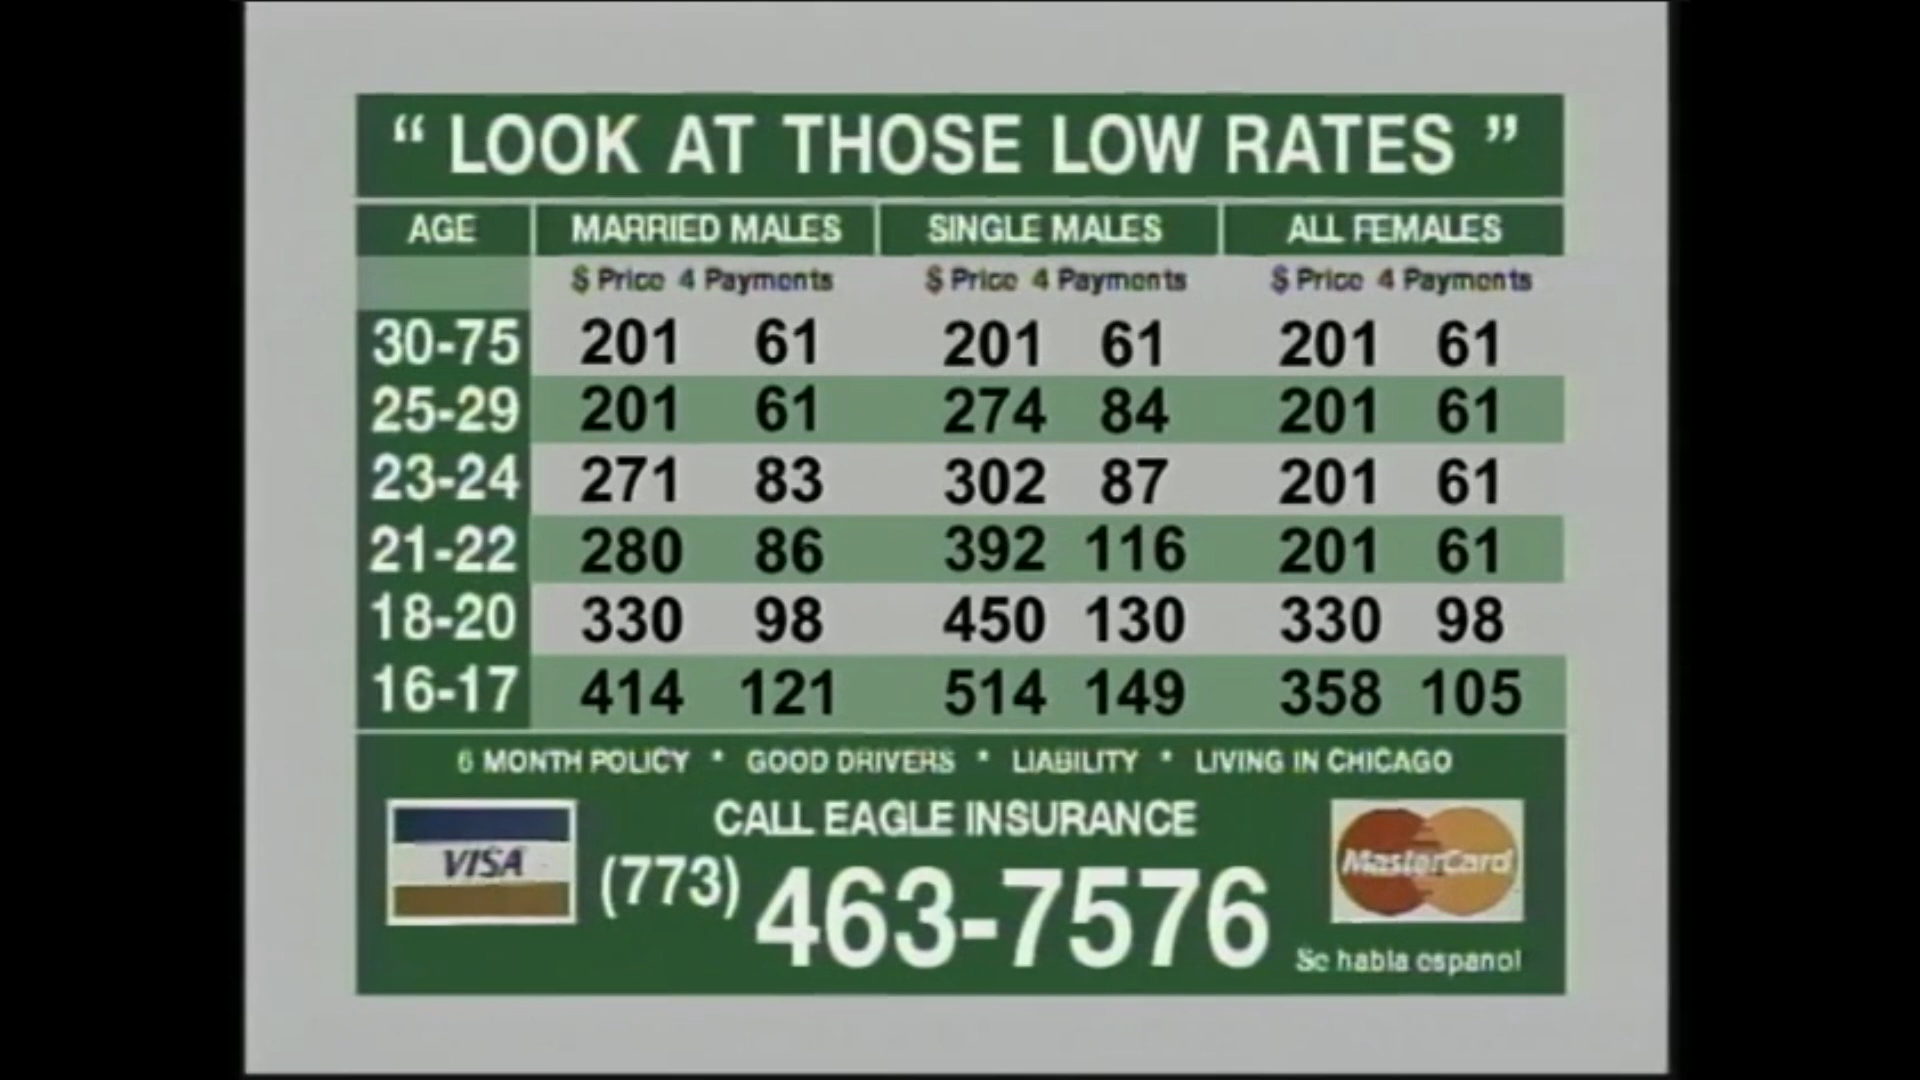 “ LOOK AT THOSE LOW RATES ”
AGE MARRIED MALES SINGLE MALES ALL FEMALES
$ Price 4 Payments $ Price 4 Payments $ Price 4 Payments
30-75 201 61 201 61 201 61
25-29 201 61 274 84 201 61
23-24 271 83 302 87 201 61
21-22 280 86 392 116 201 61
18-20 330 98 450 130 330 98
16-17 414 121 514 149 358 105
6 MONTH POLICY * GOOD DRIVERS * LIABILITY * LIVING IN CHICAGO
CALL EAGLE INSURANCE
VISA
(773) 463-7576
MasterCard
Se habla espanol